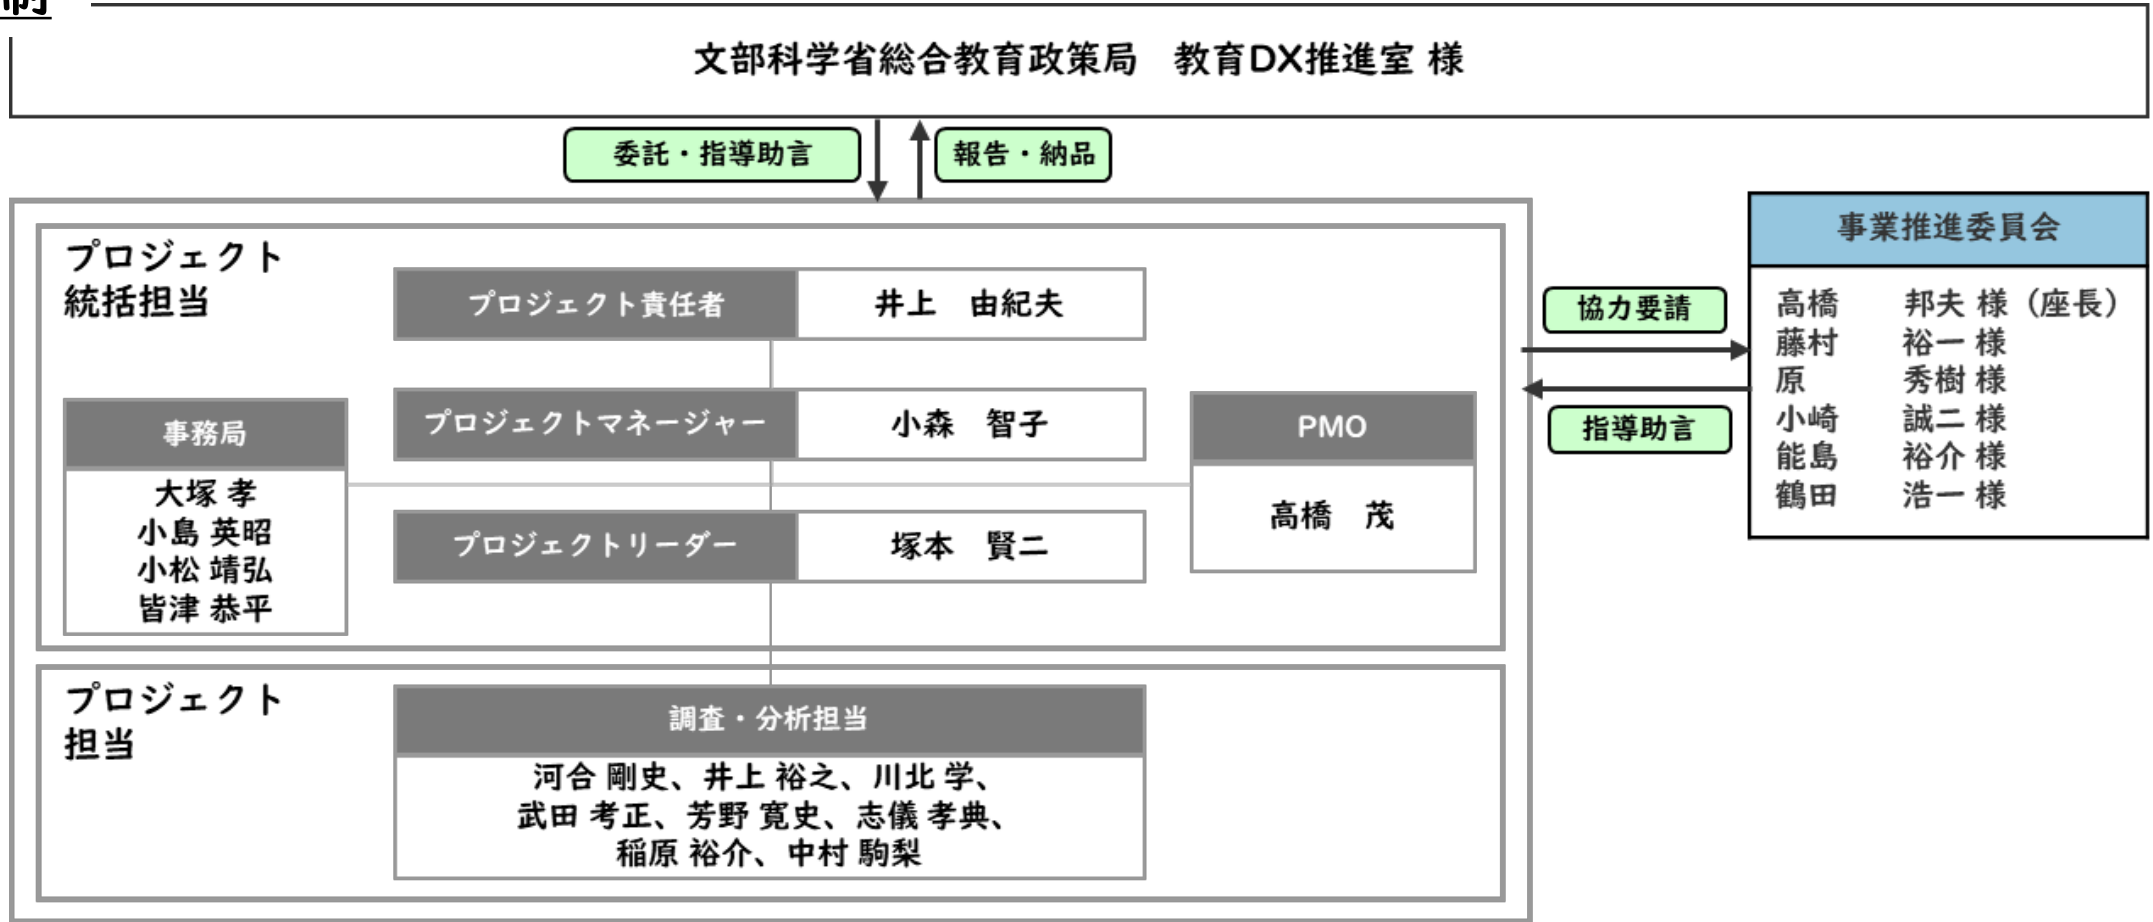 制
文部科学省総合教育政策局　教育DX推進室 様
委託・指導助言
報告・納品
プロジェクト
統括担当
プロジェクト責任者
井上　由紀夫
プロジェクトマネージャー
小森　智子
プロジェクトリーダー
塚本　賢二
事務局
大塚 孝
小島 英昭
小松 靖弘
皆津 恭平
PMO
高橋　茂
協力要請
指導助言
事業推進委員会
高橋　邦夫 様（座長）
藤村　裕一 様
原　秀樹 様
小崎　誠二 様
能島　裕介 様
鶴田　浩一 様
プロジェクト
担当
調査・分析担当
河合 剛史、井上 裕之、川北 学、
武田 考正、芳野 寛史、志儀 孝典、
稲原 裕介、中村 駒梨